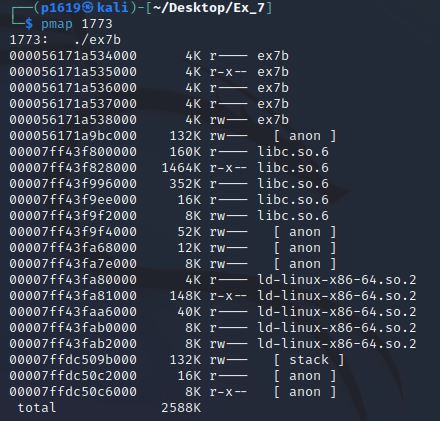 ┌──(p1619㉿kali)-[~/Desktop/Ex_7]
└─$ pmap 1773
1773:   ./ex7b
000056171a534000      4K r---- ex7b
000056171a535000      4K r-x-- ex7b
000056171a536000      4K r---- ex7b
000056171a537000      4K r---- ex7b
000056171a538000      4K rw--- ex7b
000056171a9bc000    132K rw---   [ anon ]
00007ff43f800000    160K r---- libc.so.6
00007ff43f828000   1464K r-x-- libc.so.6
00007ff43f996000    352K r---- libc.so.6
00007ff43f9ee000     16K r---- libc.so.6
00007ff43f9f2000      8K rw--- libc.so.6
00007ff43f9f4000     52K rw---   [ anon ]
00007ff43fa68000     12K rw---   [ anon ]
00007ff43fa7e000      8K rw---   [ anon ]
00007ff43fa80000      4K r---- ld-linux-x86-64.so.2
00007ff43fa81000    148K r-x-- ld-linux-x86-64.so.2
00007ff43faa6000     40K r---- ld-linux-x86-64.so.2
00007ff43fab0000      8K r---- ld-linux-x86-64.so.2
00007ff43fab2000      8K rw--- ld-linux-x86-64.so.2
00007ffdc509b000    132K rw---   [ stack ]
00007ffdc50c2000     16K r----   [ anon ]
00007ffdc50c6000      8K r-x--   [ anon ]
 total             2588K